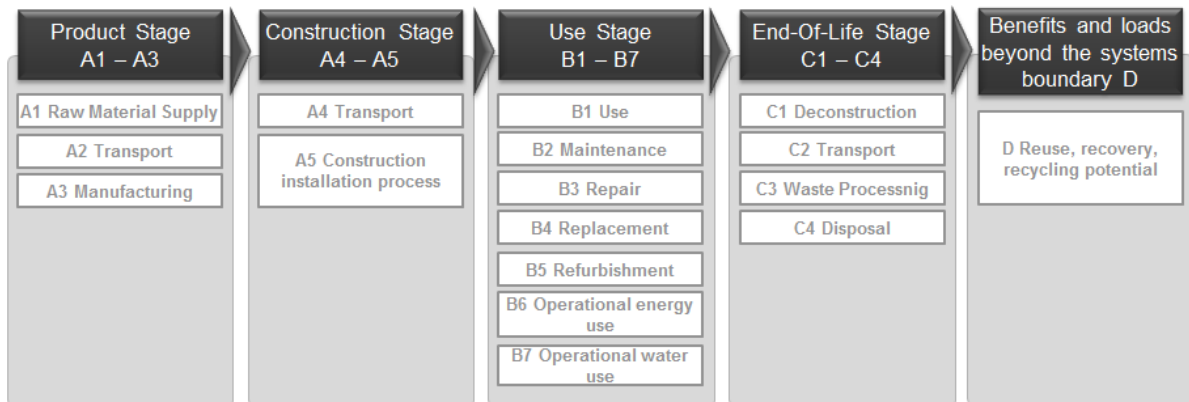 Product Stage
A1 – A3
A1 Raw Material Supply
A2 Transport
A3 Manufacturing
Construction Stage
A4 – A5
A4 Transport
A5 Construction
installation process
Use Stage
B1 – B7
B1 Use
B2 Maintenance
B3 Repair
B4 Replacement
B5 Refurbishment
B6 Operational energy
use
B7 Operational water
use
End-Of-Life Stage
C1 – C4
C1 Deconstruction
C2 Transport
C3 Waste Processnig
C4 Disposal
Benefits and loads
beyond the systems
boundary D
D Reuse, recovery,
recycling potential